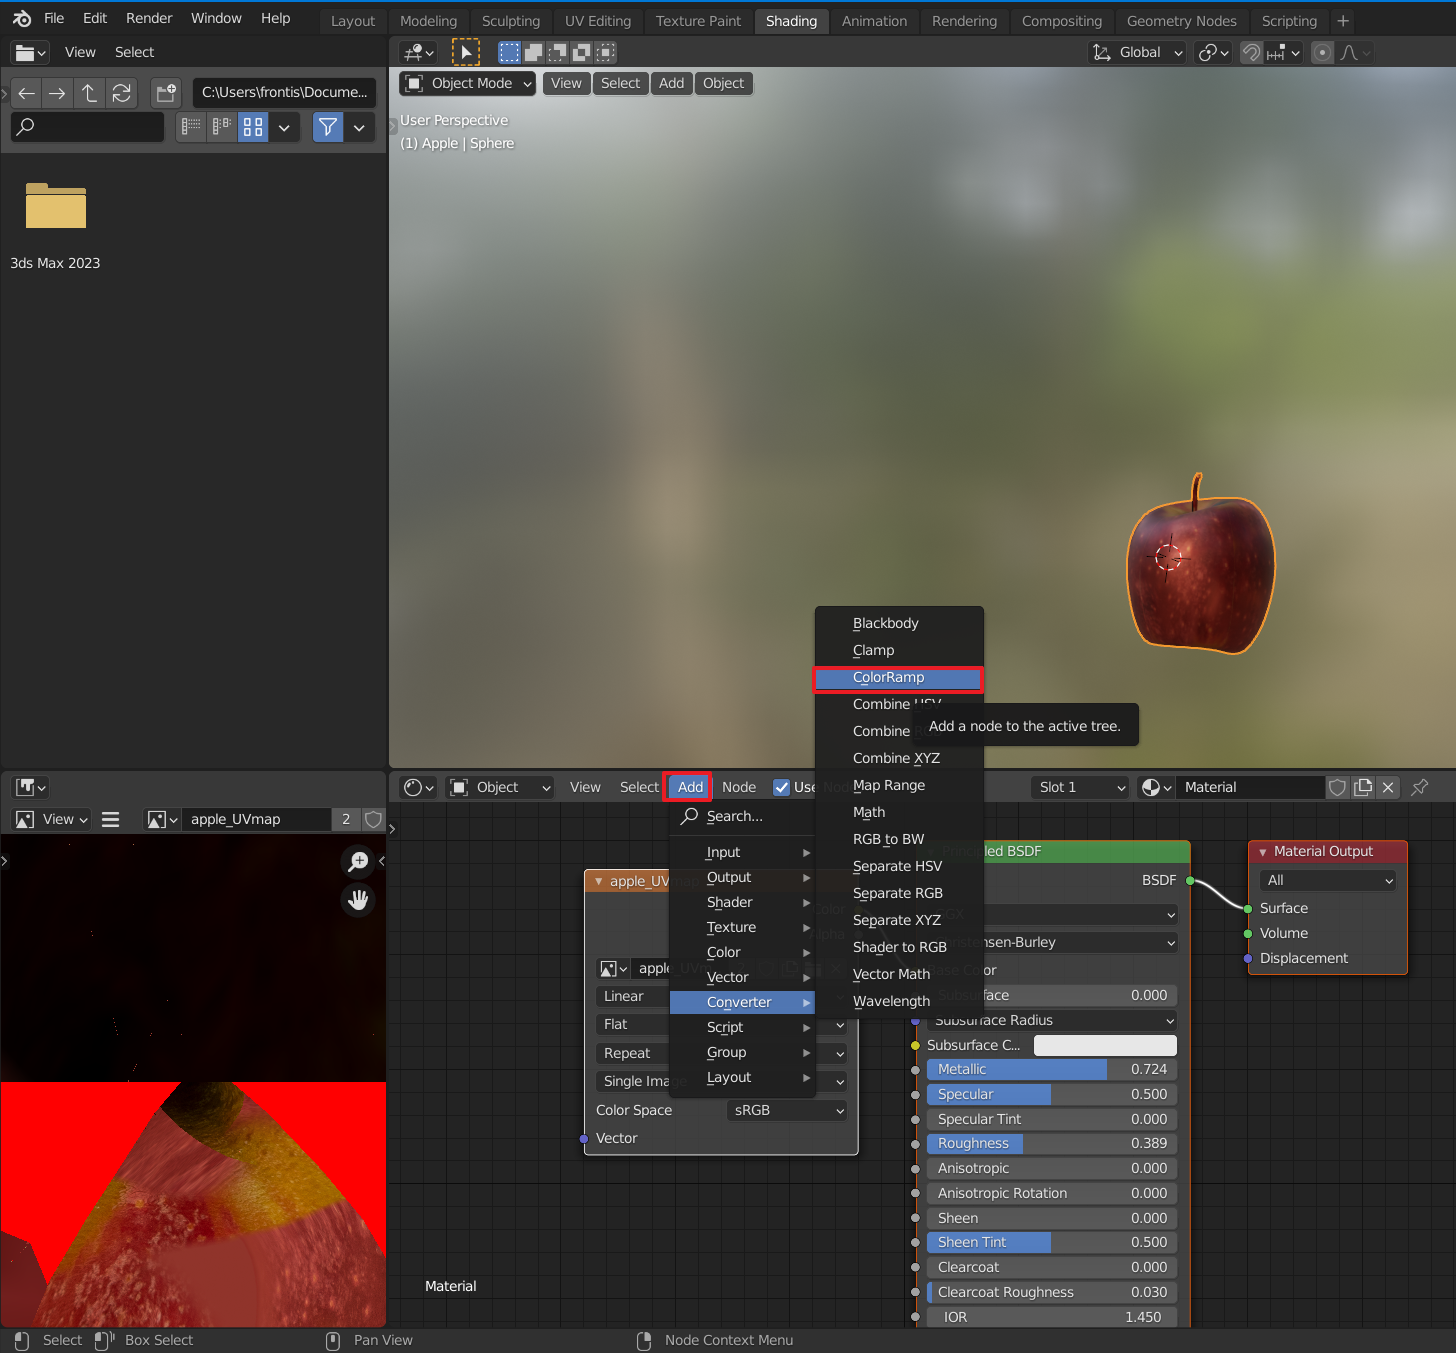 File Edit Render Window Help
Layout Modeling Sculpting UV Editing Texture Paint Shading Animation Rendering Compositing Geometry Nodes Scripting +
View Select
Global
C:\Users\frontis\Docume...
Object Mode View Select Add Object
User Perspective
(1) Apple | Sphere
3ds Max 2023
Blackbody
Clamp
ColorRamp
Combine HSV
Combine RGB
Combine XYZ
Map Range
Math
RGB to BW
Separate HSV
Separate RGB
Separate XYZ
Shader to RGB
Vector Math
Wavelength
Add a node to the active tree.
Object View Select Add Node Use Nodes Slot 1 Material
View apple_UVmap 2
Search...
Input
Output
Shader
Texture
Color
Vector
Converter
Script
Group
Layout
apple_UVmap
Color
Alpha
apple_UV
Linear
Flat
Repeat
Single Image
Color Space sRGB
Vector
Principled BSDF
BSDF
GGX
Christensen-Burley
Base Color
Subsurface 0.000
Subsurface Radius
Subsurface C...
Metallic 0.724
Specular 0.500
Specular Tint 0.000
Roughness 0.389
Anisotropic 0.000
Anisotropic Rotation 0.000
Sheen 0.000
Sheen Tint 0.500
Clearcoat 0.000
Clearcoat Roughness 0.030
IOR 1.450
Material Output
All
Surface
Volume
Displacement
Material
Select Box Select Pan View Node Context Menu